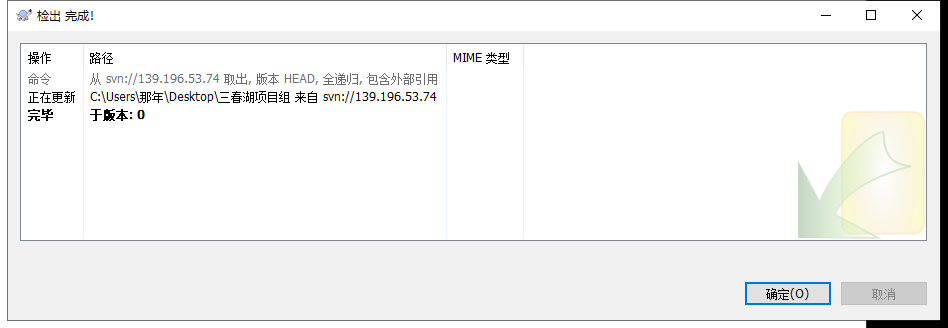 检出 完成!
操作 路径 MIME 类型
命令 从 svn://139.196.53.74 取出, 版本 HEAD, 全递归, 包含外部引用
正在更新 C:\Users\那年\Desktop\三春湖项目组 来自 svn://139.196.53.74
完毕 于版本: 0
确定(O) 取消